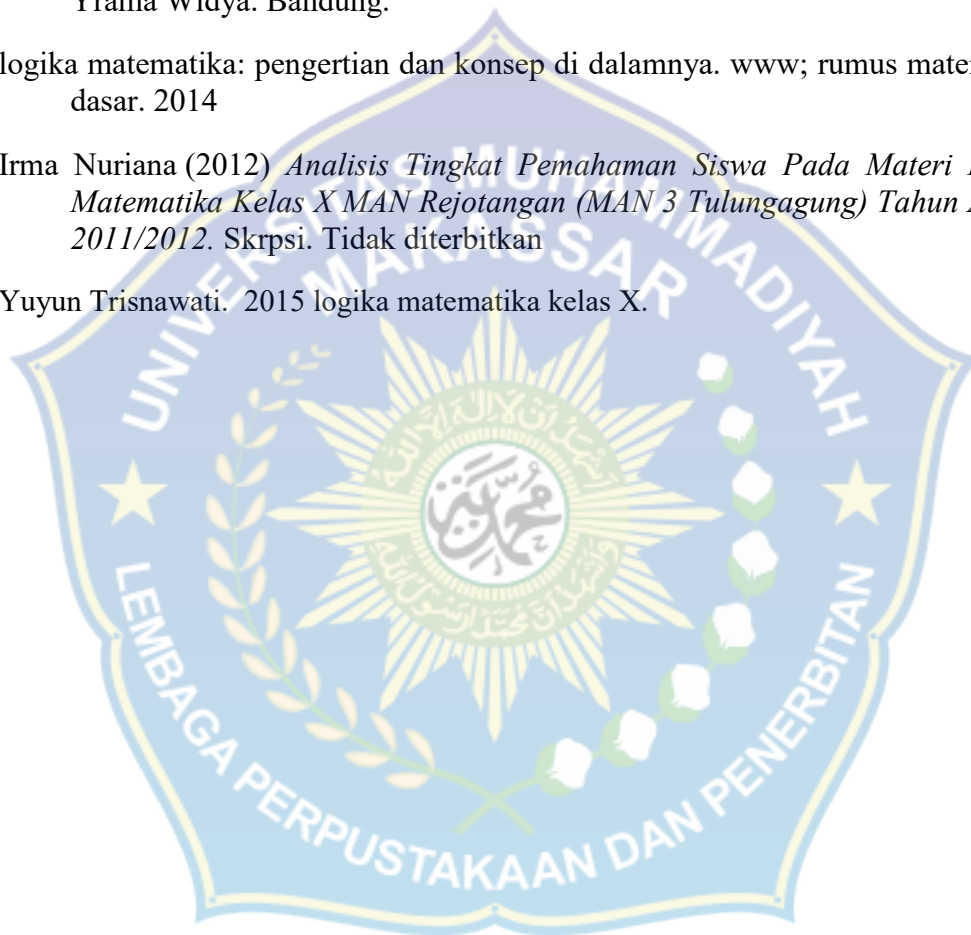 Yrama Widya. Bandung.
logika matematika: pengertian dan konsep di dalamnya. www; rumus
dasar. 2014
Irma Nuriana (2012) Analisis Tingkat Pemahaman Siswa Pada Materi
Matematika Kelas X MAN Rejotangan (MAN 3 Tulungagung) Tahun
2011/2012. Skrpsi. Tidak diterbitkan
Yuyun Trisnawati. 2015 logika matematika kelas X.
UNIVERSITAS MUHAMMADIYAH
MAKASSAR
LEMBAGA PERPUSTAKAAN DAN PENERBITAN